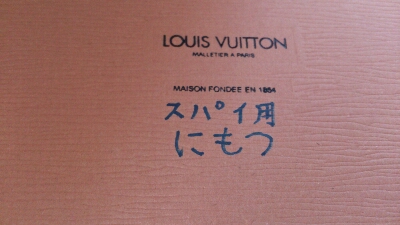 LOUIS VUITTON
MALLETIER A PARIS
MAISON FONDEE EN 1854
スパイ用
にもつ